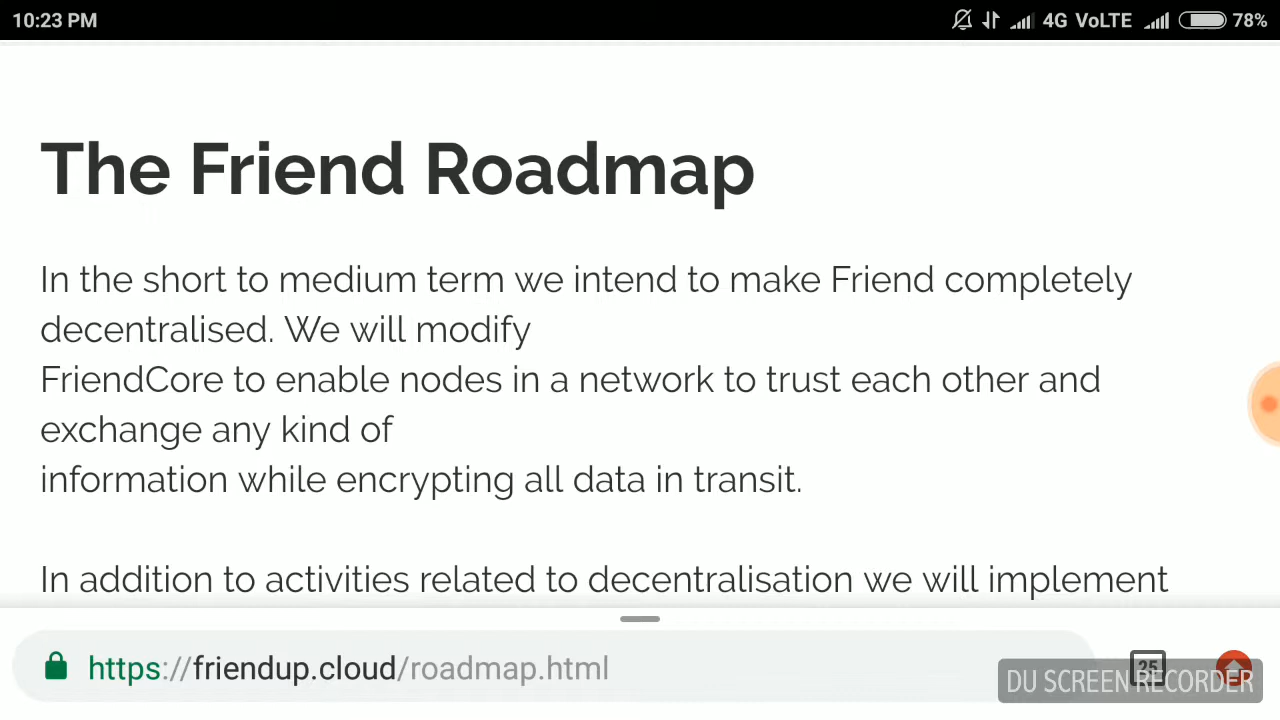 10:23 PM
4G VoLTE
78%
The Friend Roadmap
In the short to medium term we intend to make Friend completely
decentralised. We will modify
FriendCore to enable nodes in a network to trust each other and
exchange any kind of
information while encrypting all data in transit.
In addition to activities related to decentralisation we will implement
https://friendup.cloud/roadmap.html
25
DU SCREEN RECORDER